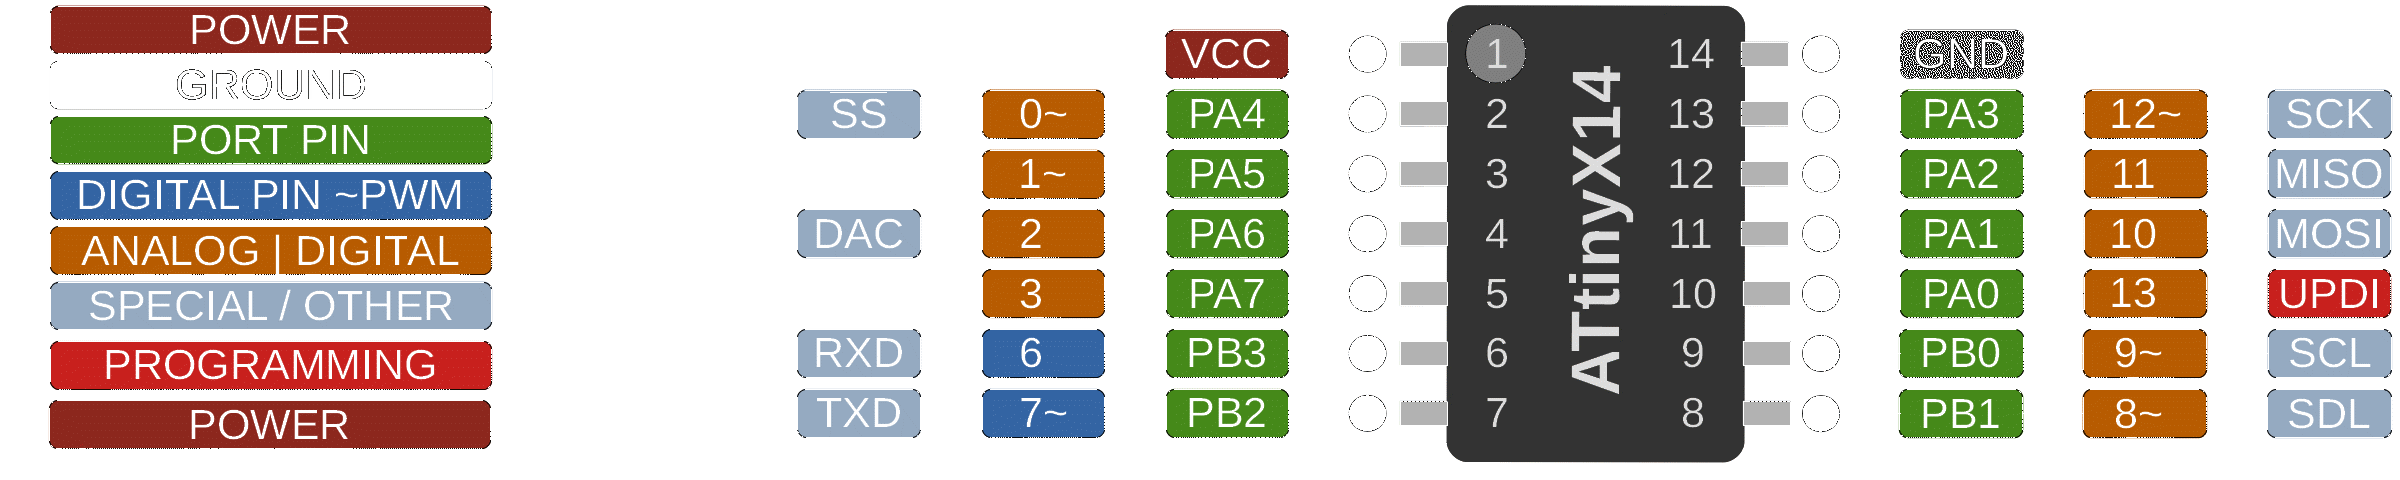 POWER
GROUND
PORT PIN
DIGITAL PIN ~PWM
ANALOG | DIGITAL
SPECIAL / OTHER
PROGRAMMING
POWER
VCC 1 14 GND
SS 0~ PA4 2 13 PA3 12~ SCK
1~ PA5 3 12 PA2 11 MISO
DAC 2 PA6 4 11 PA1 10 MOSI
3 PA7 5 10 PA0 13 UPDI
RXD 6 PB3 6 9 PB0 9~ SCL
TXD 7~ PB2 7 8 PB1 8~ SDL
ATtinyX14